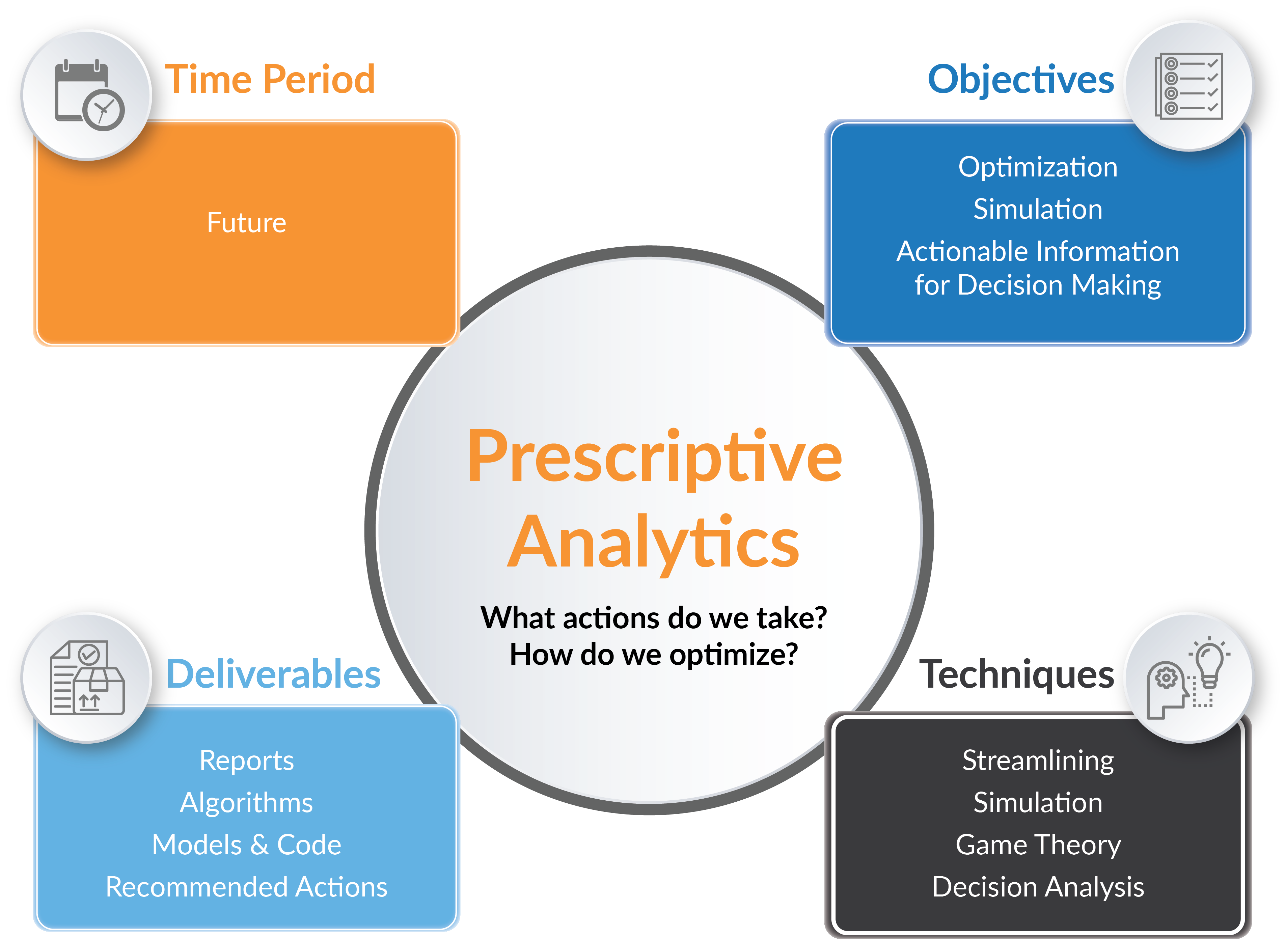 Time Period
Future
Objectives
Optimization
Simulation
Actionable Information
for Decision Making
Prescriptive
Analytics
What actions do we take?
How do we optimize?
Deliverables
Reports
Algorithms
Models & Code
Recommended Actions
Techniques
Streamlining
Simulation
Game Theory
Decision Analysis